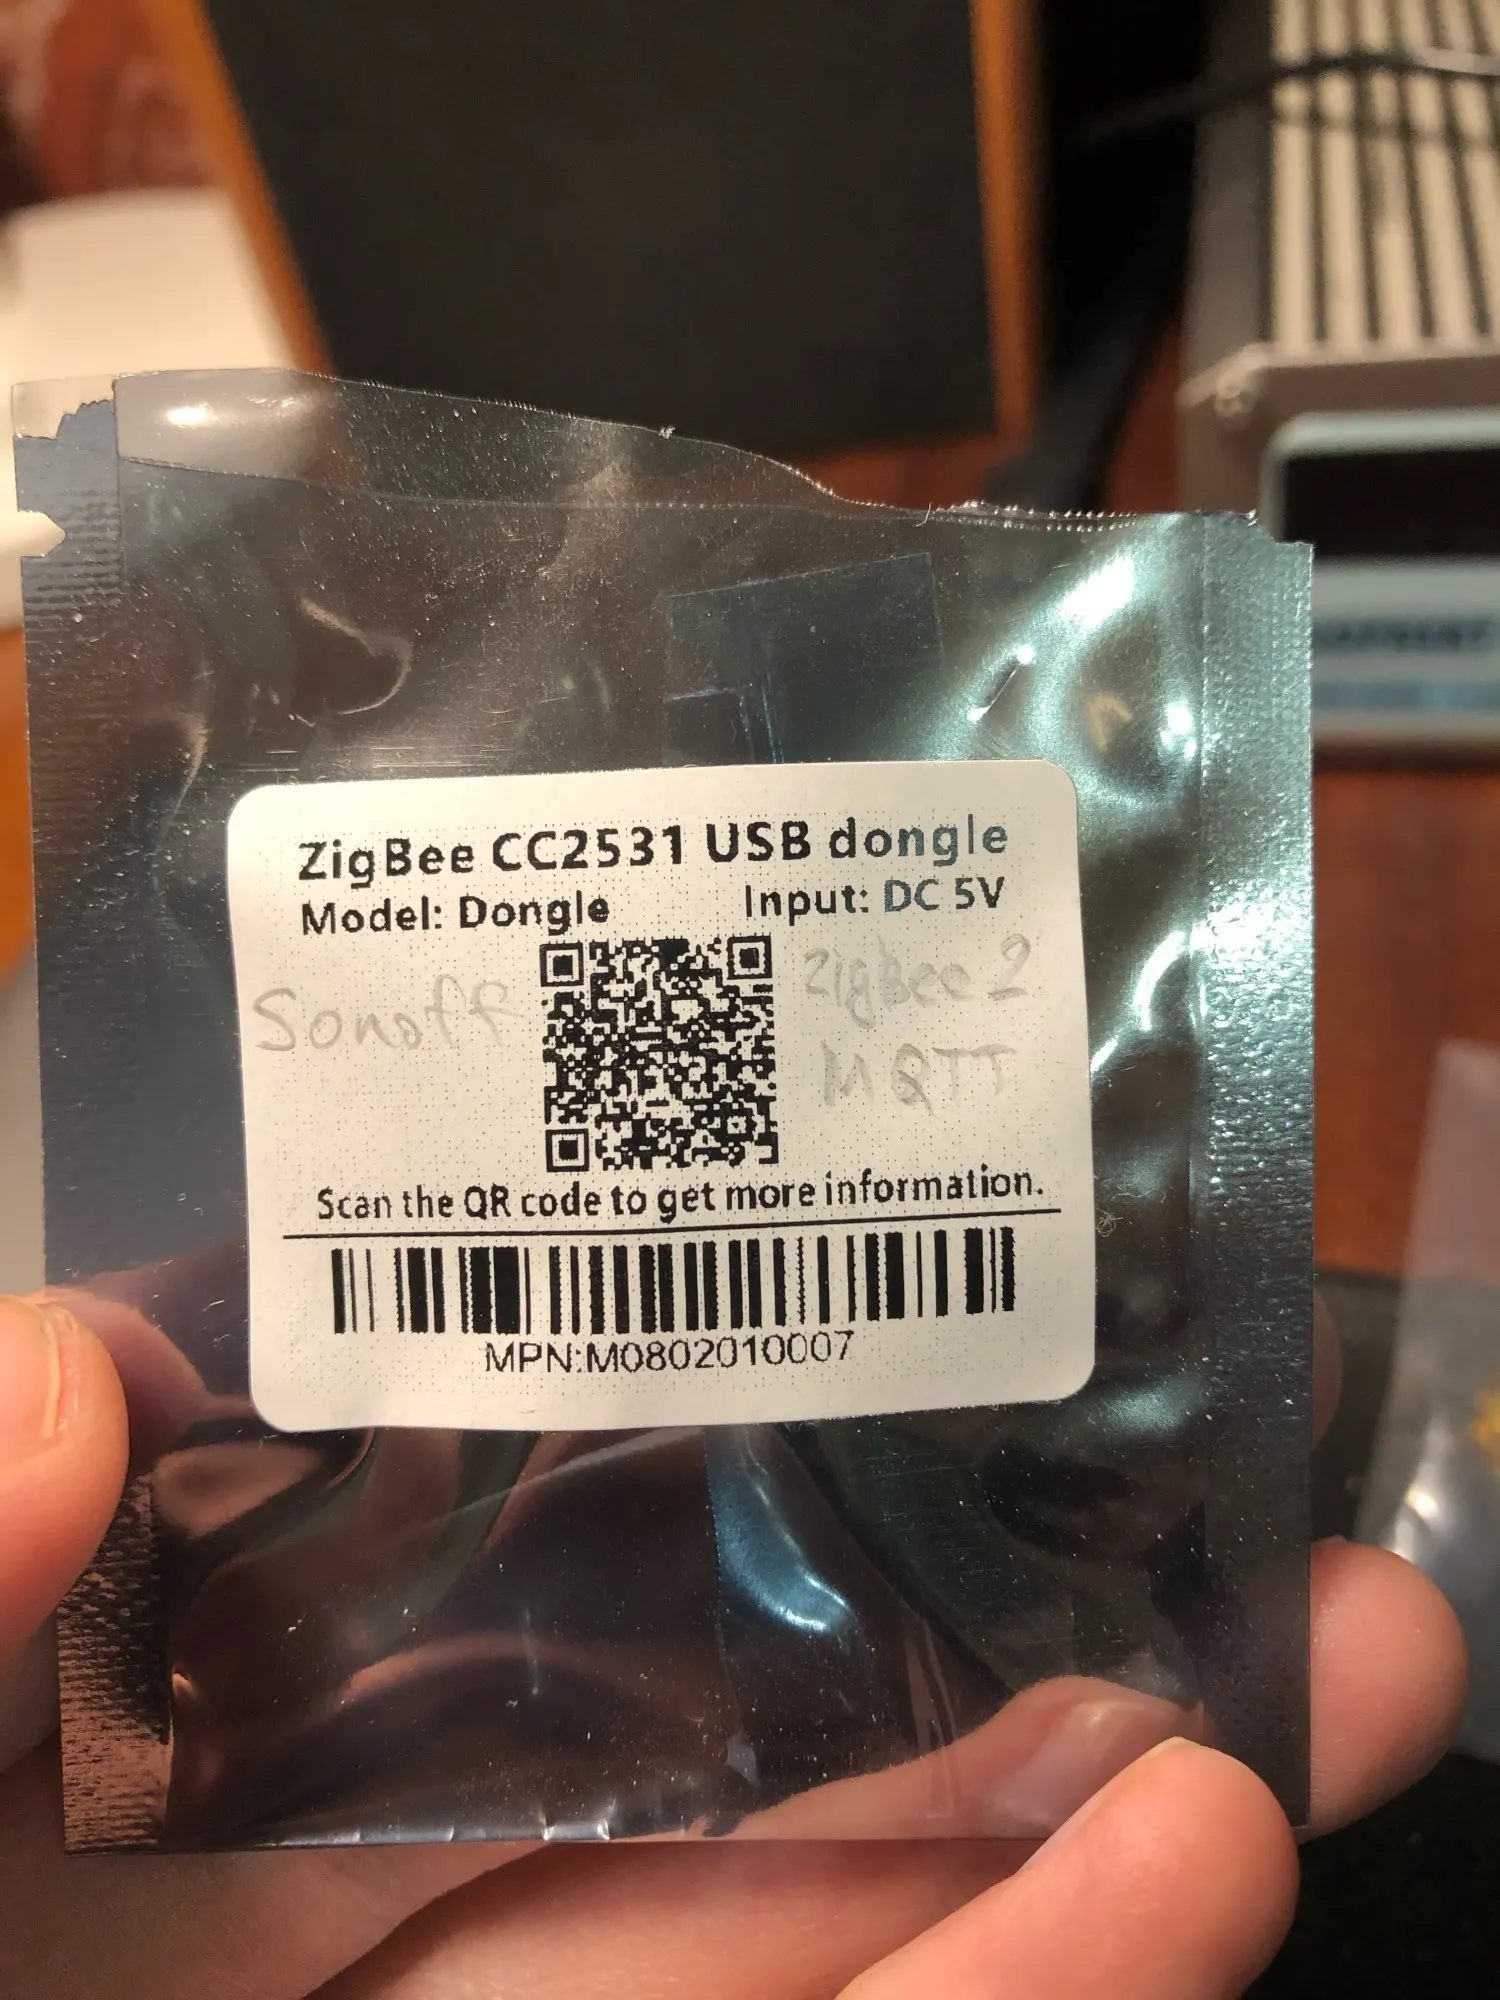 ZigBee CC2531 USB dongle
Model: Dongle Input: DC 5V
Sonoff
ZigBee 2
MQTT
Scan the QR code to get more information.
MPN:M0802010007